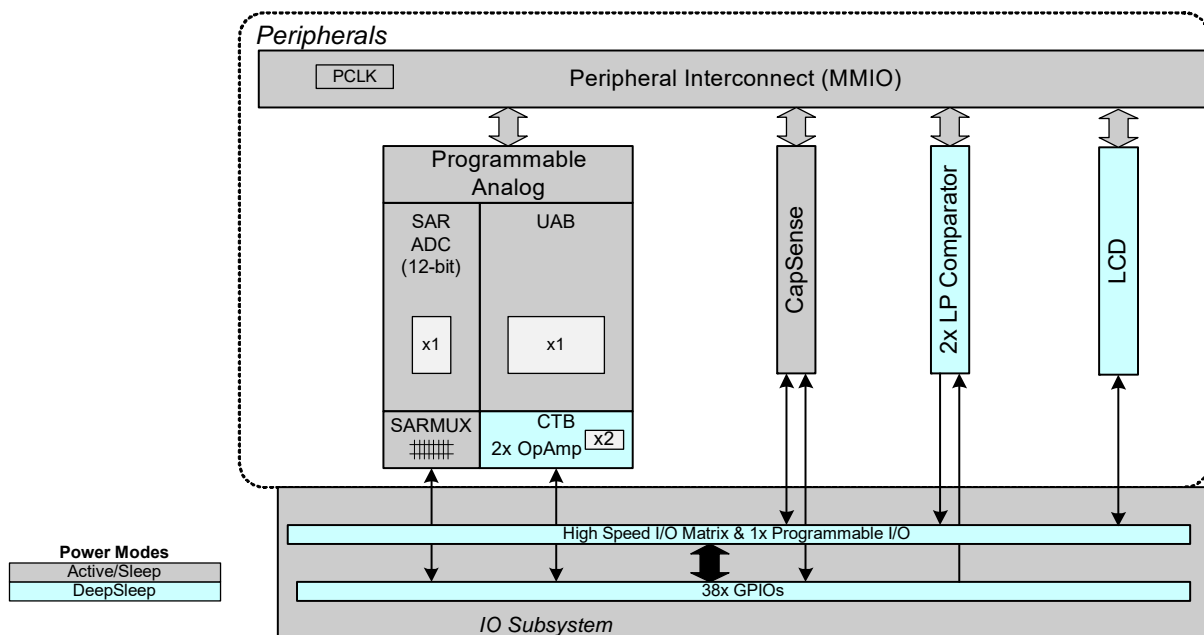 Peripherals
PCLK
Peripheral Interconnect (MMIO)
Programmable
Analog
SAR
ADC
(12-bit)
UAB
x1
x1
SARMUX
CTB
2x OpAmp
x2
CapSense
2x LP Comparator
LCD
High Speed I/O Matrix & 1x Programmable I/O
Power Modes
Active/Sleep
DeepSleep
38x GPIOs
IO Subsystem